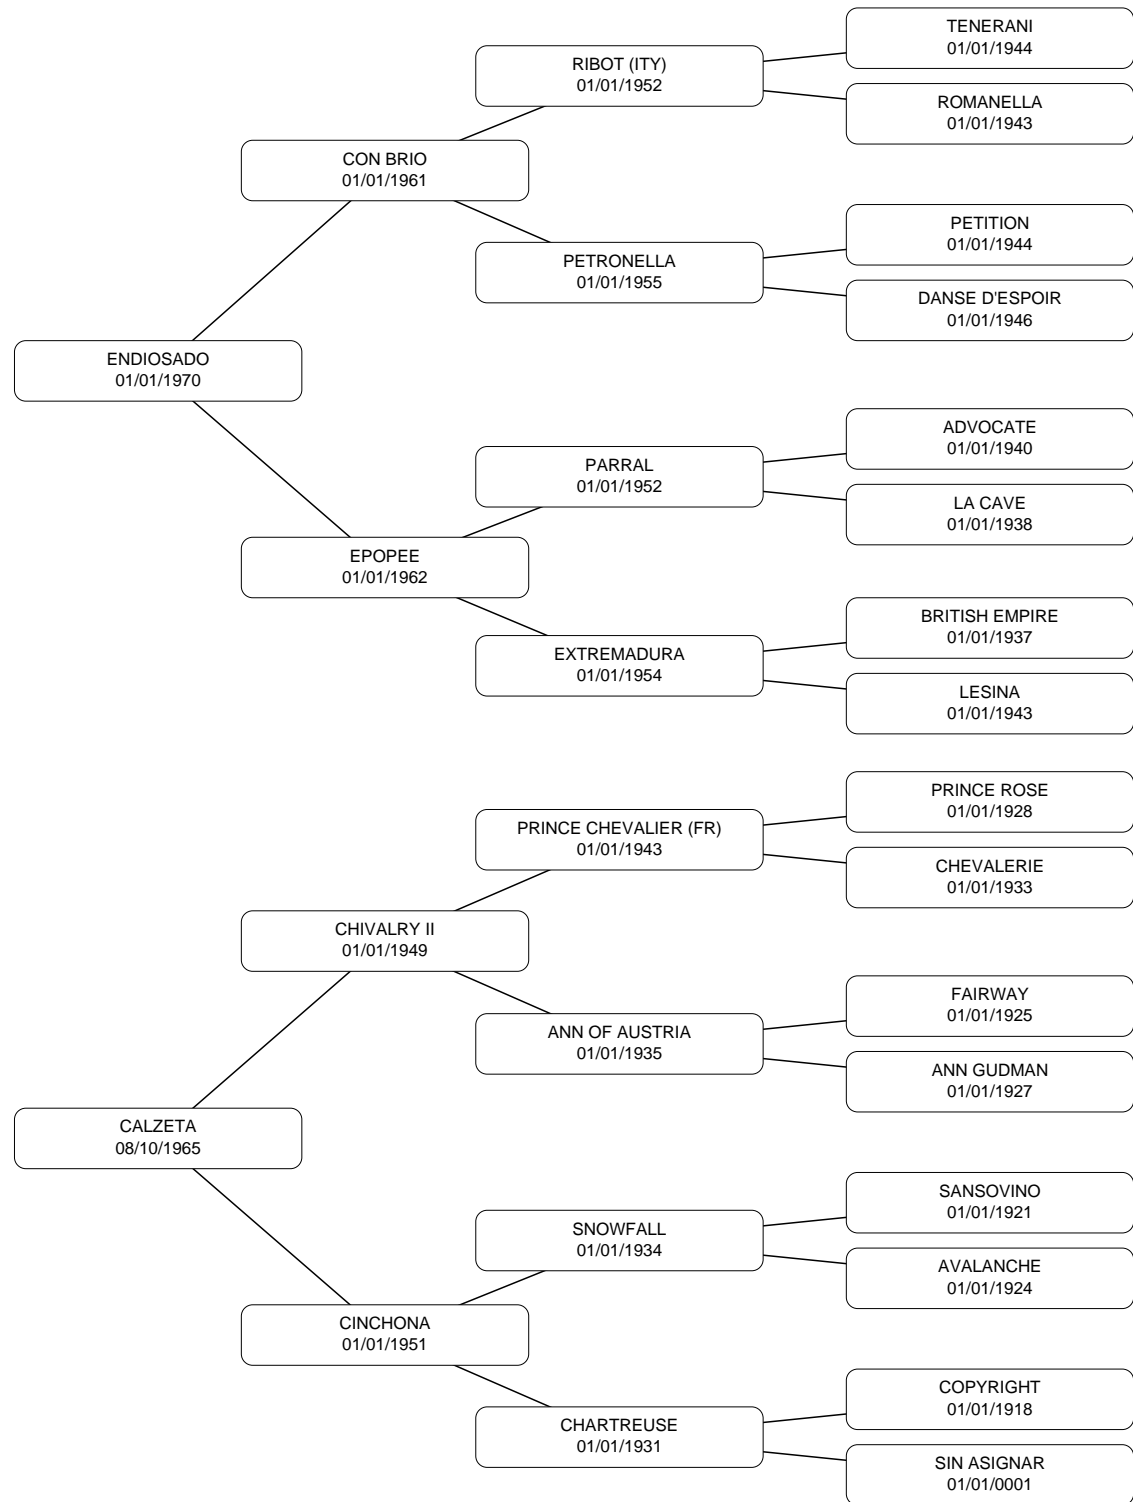 TENERANI
01/01/1944
RIBOT (ITY)
01/01/1952
ROMANELLA
01/01/1943
CON BRIO
01/01/1961
PETITION
01/01/1944
PETRONELLA
01/01/1955
DANSE D'ESPOIR
01/01/1946
ENDIOSADO
01/01/1970
ADVOCATE
01/01/1940
PARRAL
01/01/1952
LA CAVE
01/01/1938
EPOPEE
01/01/1962
BRITISH EMPIRE
01/01/1937
EXTREMADURA
01/01/1954
LESINA
01/01/1943
PRINCE ROSE
01/01/1928
PRINCE CHEVALIER (FR)
01/01/1943
CHEVALERIE
01/01/1933
CHIVALRY II
01/01/1949
FAIRWAY
01/01/1925
ANN OF AUSTRIA
01/01/1935
ANN GUDMAN
01/01/1927
CALZETA
08/10/1965
SANSOVINO
01/01/1921
SNOWFALL
01/01/1934
AVALANCHE
01/01/1924
CINCHONA
01/01/1951
COPYRIGHT
01/01/1918
CHARTREUSE
01/01/1931
SIN ASIGNAR
01/01/0001